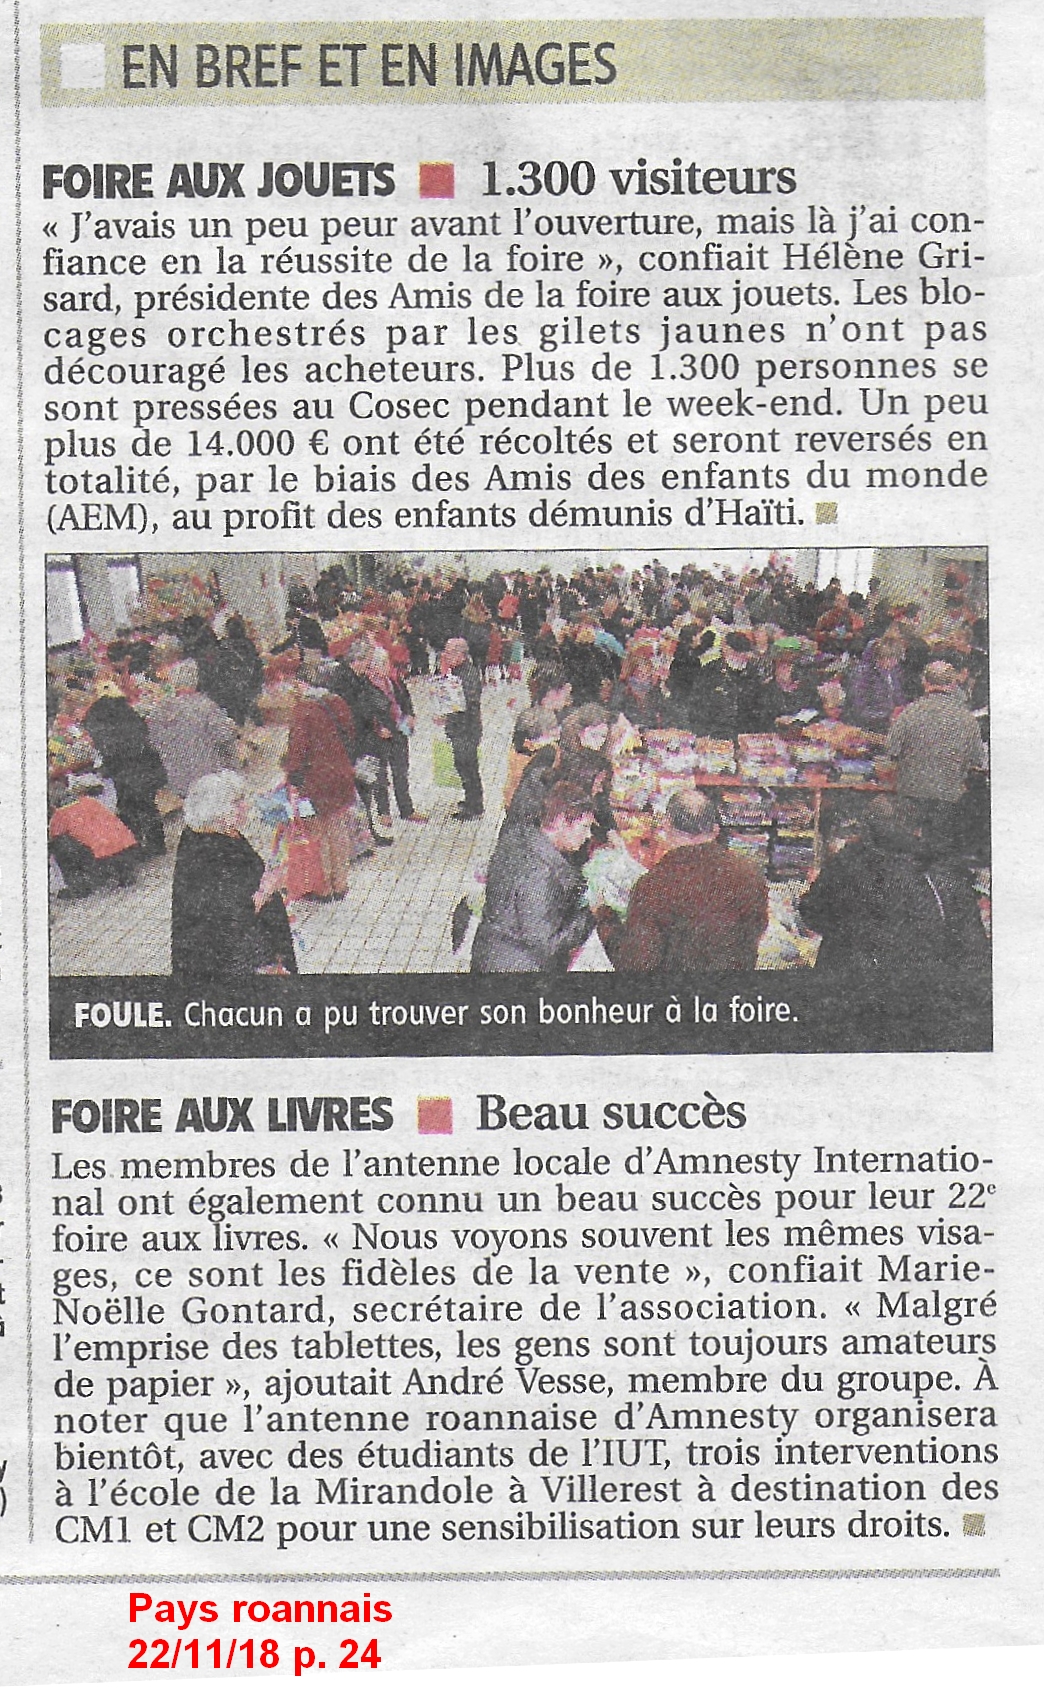 EN BREF ET EN IMAGES
FOIRE AUX JOUETS ■ 1.300 visiteurs
« J'avais un peu peur avant l'ouverture, mais là j'ai con-
fiance en la réussite de la foire », confiait Hélène Gri-
sard, présidente des Amis de la foire aux jouets. Les blo-
cages orchestrés par les gilets jaunes n'ont pas
découragé les acheteurs. Plus de 1.300 personnes se
sont pressées au Cosec pendant le week-end. Un peu
plus de 14.000 € ont été récoltés et seront reversés en
totalité, par le biais des Amis des enfants du monde
(AEM), au profit des enfants démunis d'Haïti. ■
FOULE. Chacun a pu trouver son bonheur à la foire.
FOIRE AUX LIVRES ■ Beau succès
Les membres de l'antenne locale d'Amnesty Internatio-
nal ont également connu un beau succès pour leur 22e
foire aux livres. « Nous voyons souvent les mêmes visa-
ges, ce sont les fidèles de la vente », confiait Marie-
Noëlle Gontard, secrétaire de l'association. « Malgré
l'emprise des tablettes, les gens sont toujours amateurs
de papier », ajoutait André Vesse, membre du groupe. À
noter que l'antenne roannaise d'Amnesty organisera
bientôt, avec des étudiants de l'IUT, trois interventions
à l'école de la Mirandole à Villerest à destination des
CM1 et CM2 pour une sensibilisation sur leurs droits. ■
Pays roannais
22/11/18 p. 24